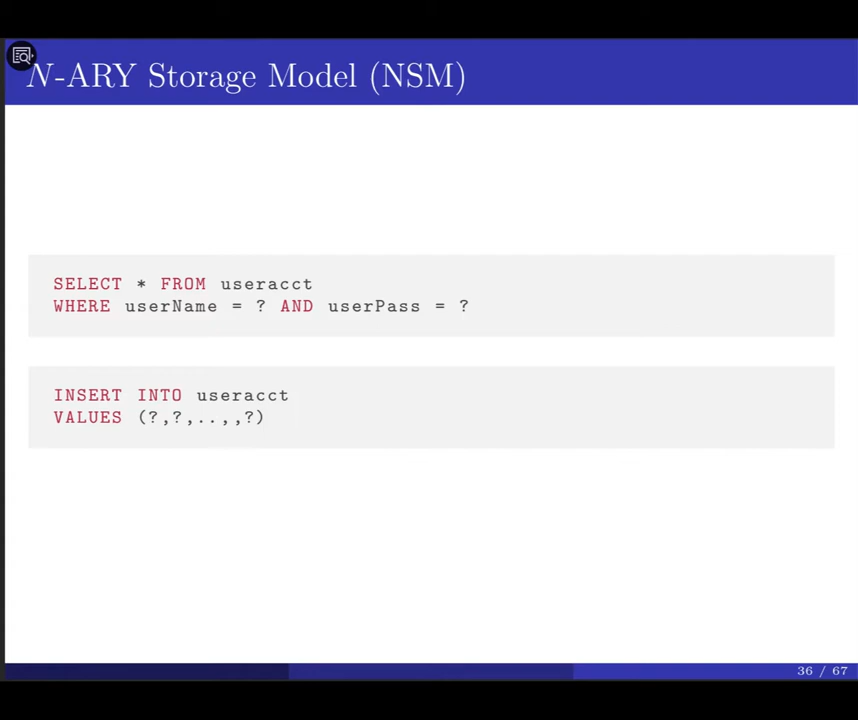 N-ARY Storage Model (NSM)
SELECT * FROM useracct
WHERE userName = ? AND userPass = ?
INSERT INTO useracct
VALUES (?,?,..,,?)
36 / 67